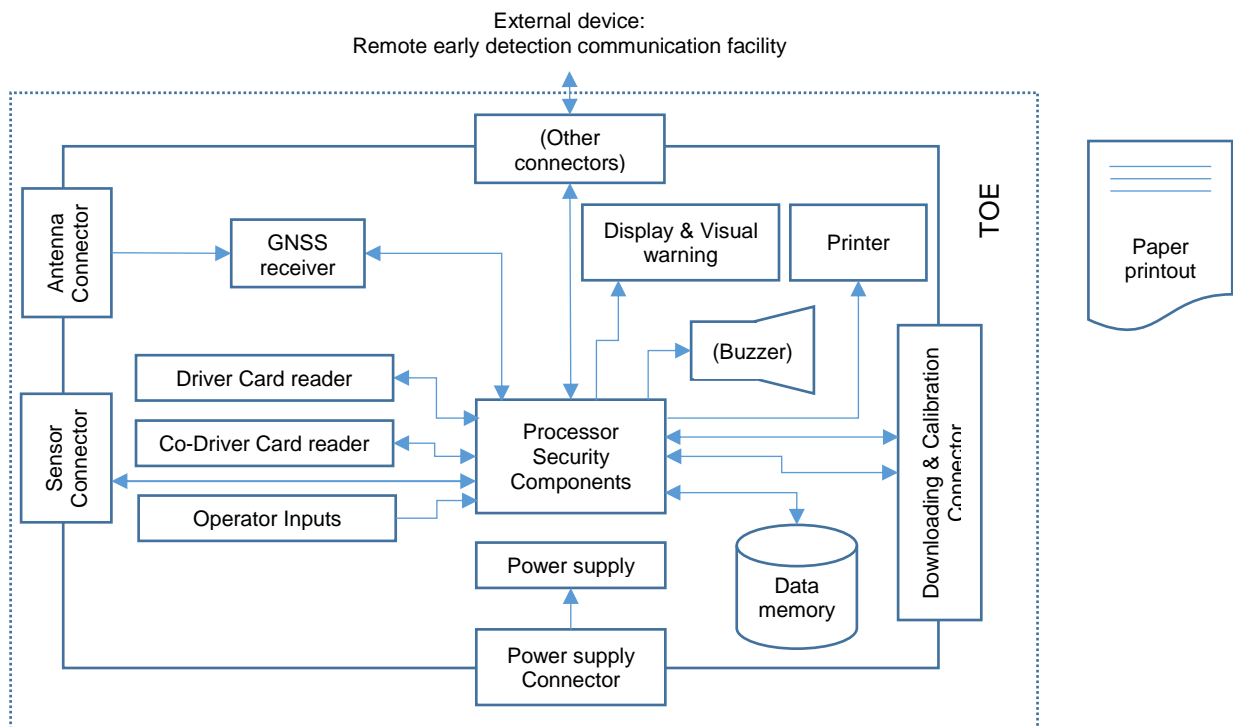 External device:
Remote early detection communication facility
(Other
connectors)
TOE
Antenna
Connector
GNSS
receiver
Display & Visual
warning
Printer
Paper
printout
(Buzzer)
Driver Card reader
Co-Driver Card reader
Sensor
Connector
Operator Inputs
Processor
Security
Components
Downloading & Calibration
Connector
Power supply
Data
memory
Power supply
Connector